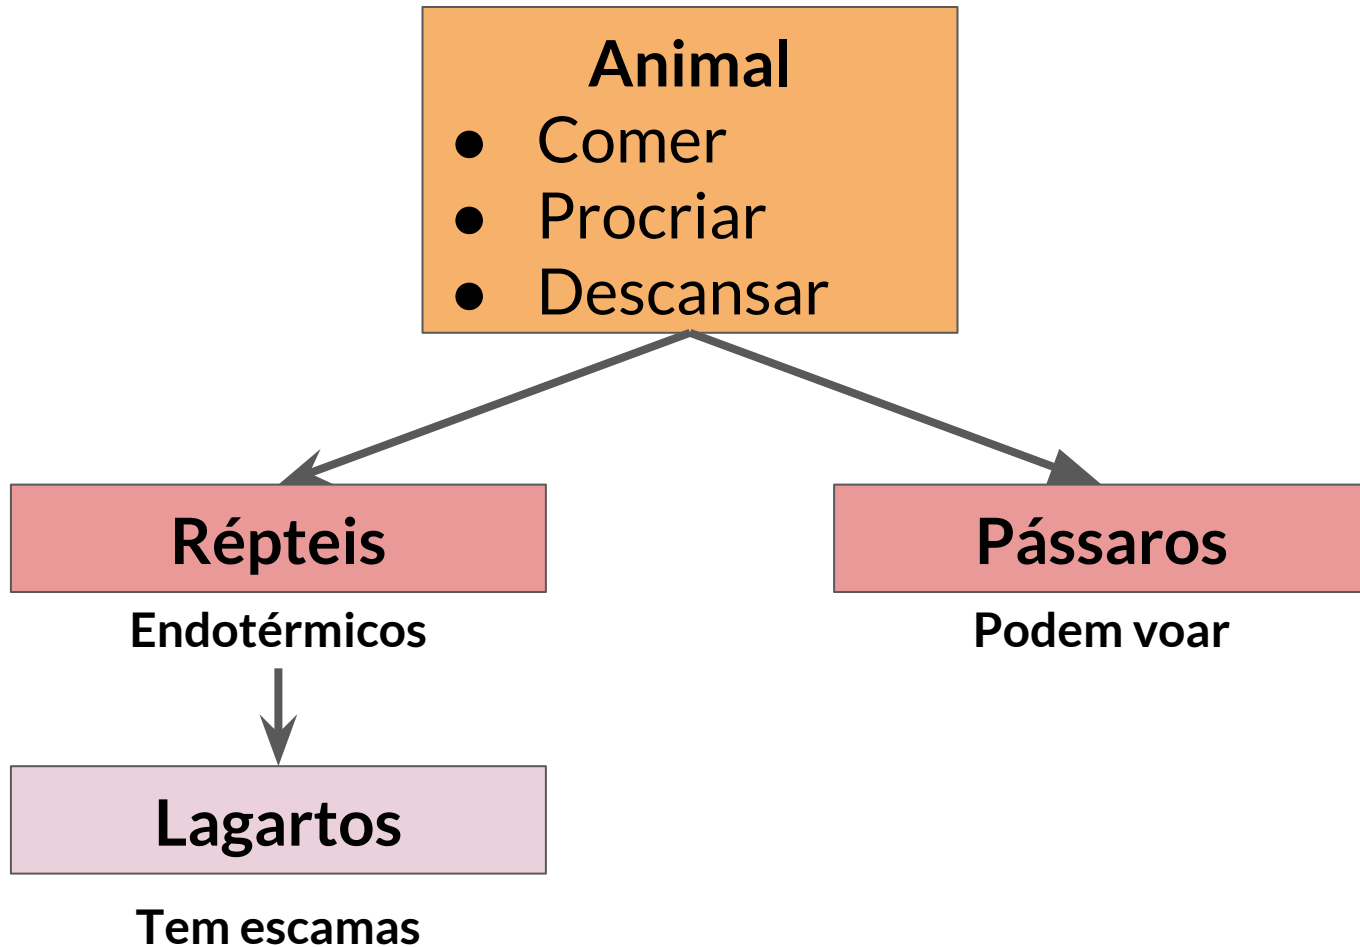 Animal
● Comer
● Procriar
● Descansar
Répteis
Pássaros
Endotérmicos
Podem voar
Lagartos
Tem escamas